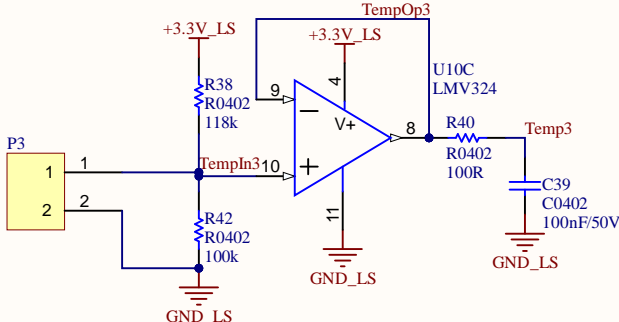 TempOp3
+3.3V_LS
+3.3V_LS
U10C
LMV324
R38
R0402
118k
4
9
V+
8
R40
R0402
100R
Temp3
P3
1
1
2
2
TempIn3
10
R42
R0402
100k
11
C39
C0402
100nF/50V
GND_LS
GND_LS
GND_LS